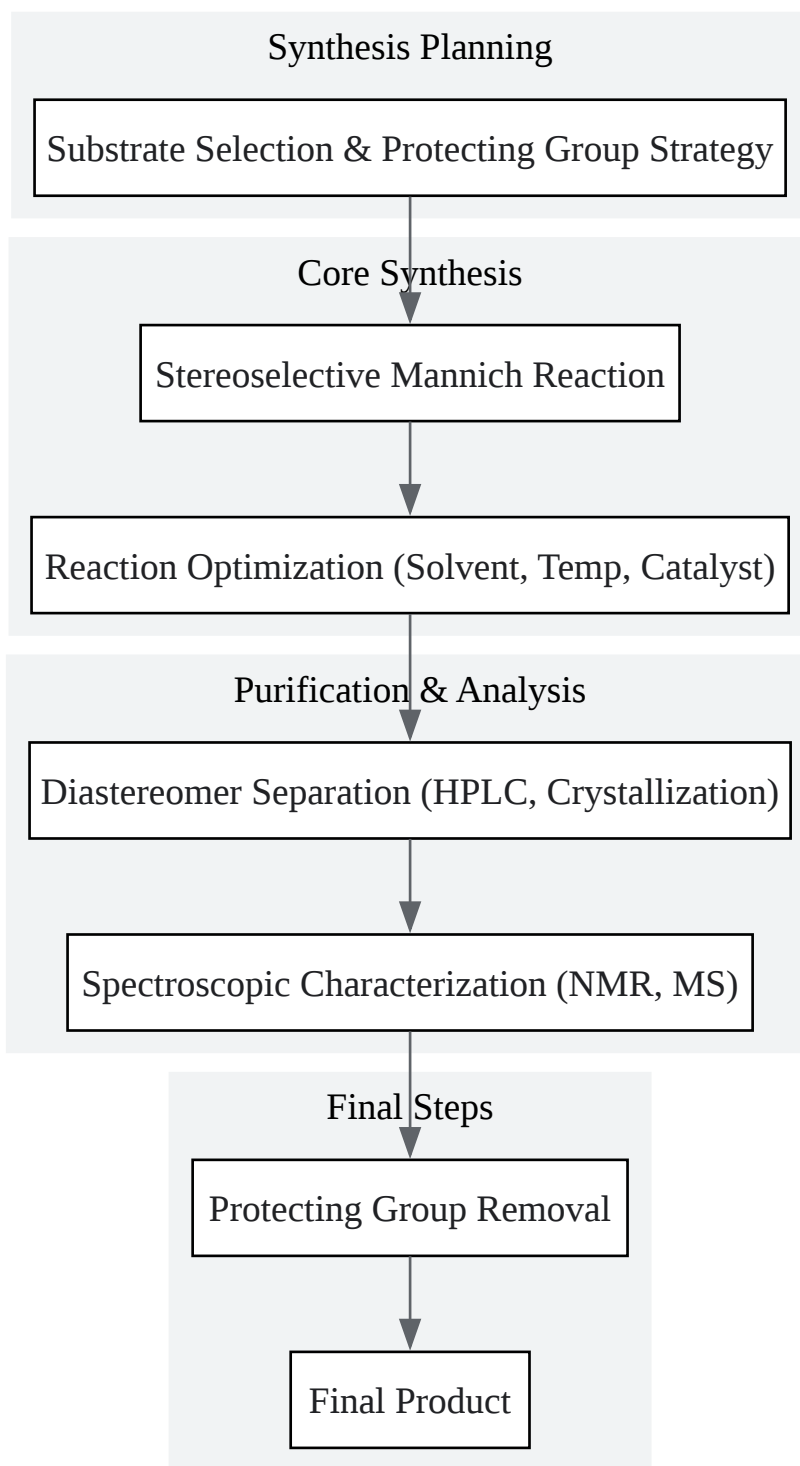 Synthesis Planning
Substrate Selection & Protecting Group Strategy
Core Synthesis
Stereoselective Mannich Reaction
Reaction Optimization (Solvent, Temp, Catalyst)
Purification & Analysis
Diastereomer Separation (HPLC, Crystallization)
Spectroscopic Characterization (NMR, MS)
Final Steps
Protecting Group Removal
Final Product